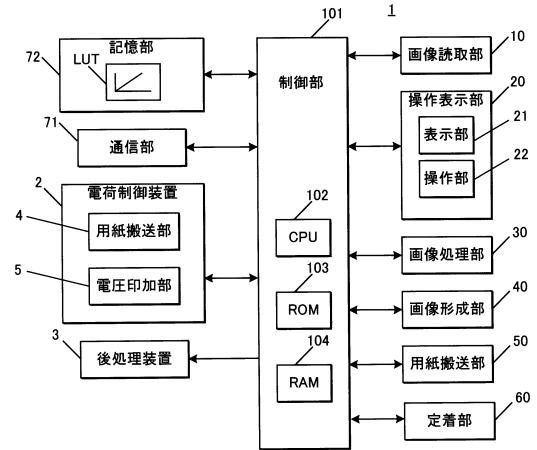 1
101
制御部
102
CPU
103
ROM
104
RAM
72
記憶部
LUT
71
通信部
2
電荷制御装置
4
用紙搬送部
5
電圧印加部
3
後処理装置
10
画像読取部
20
操作表示部
21
表示部
22
操作部
30
画像処理部
40
画像形成部
50
用紙搬送部
60
定着部